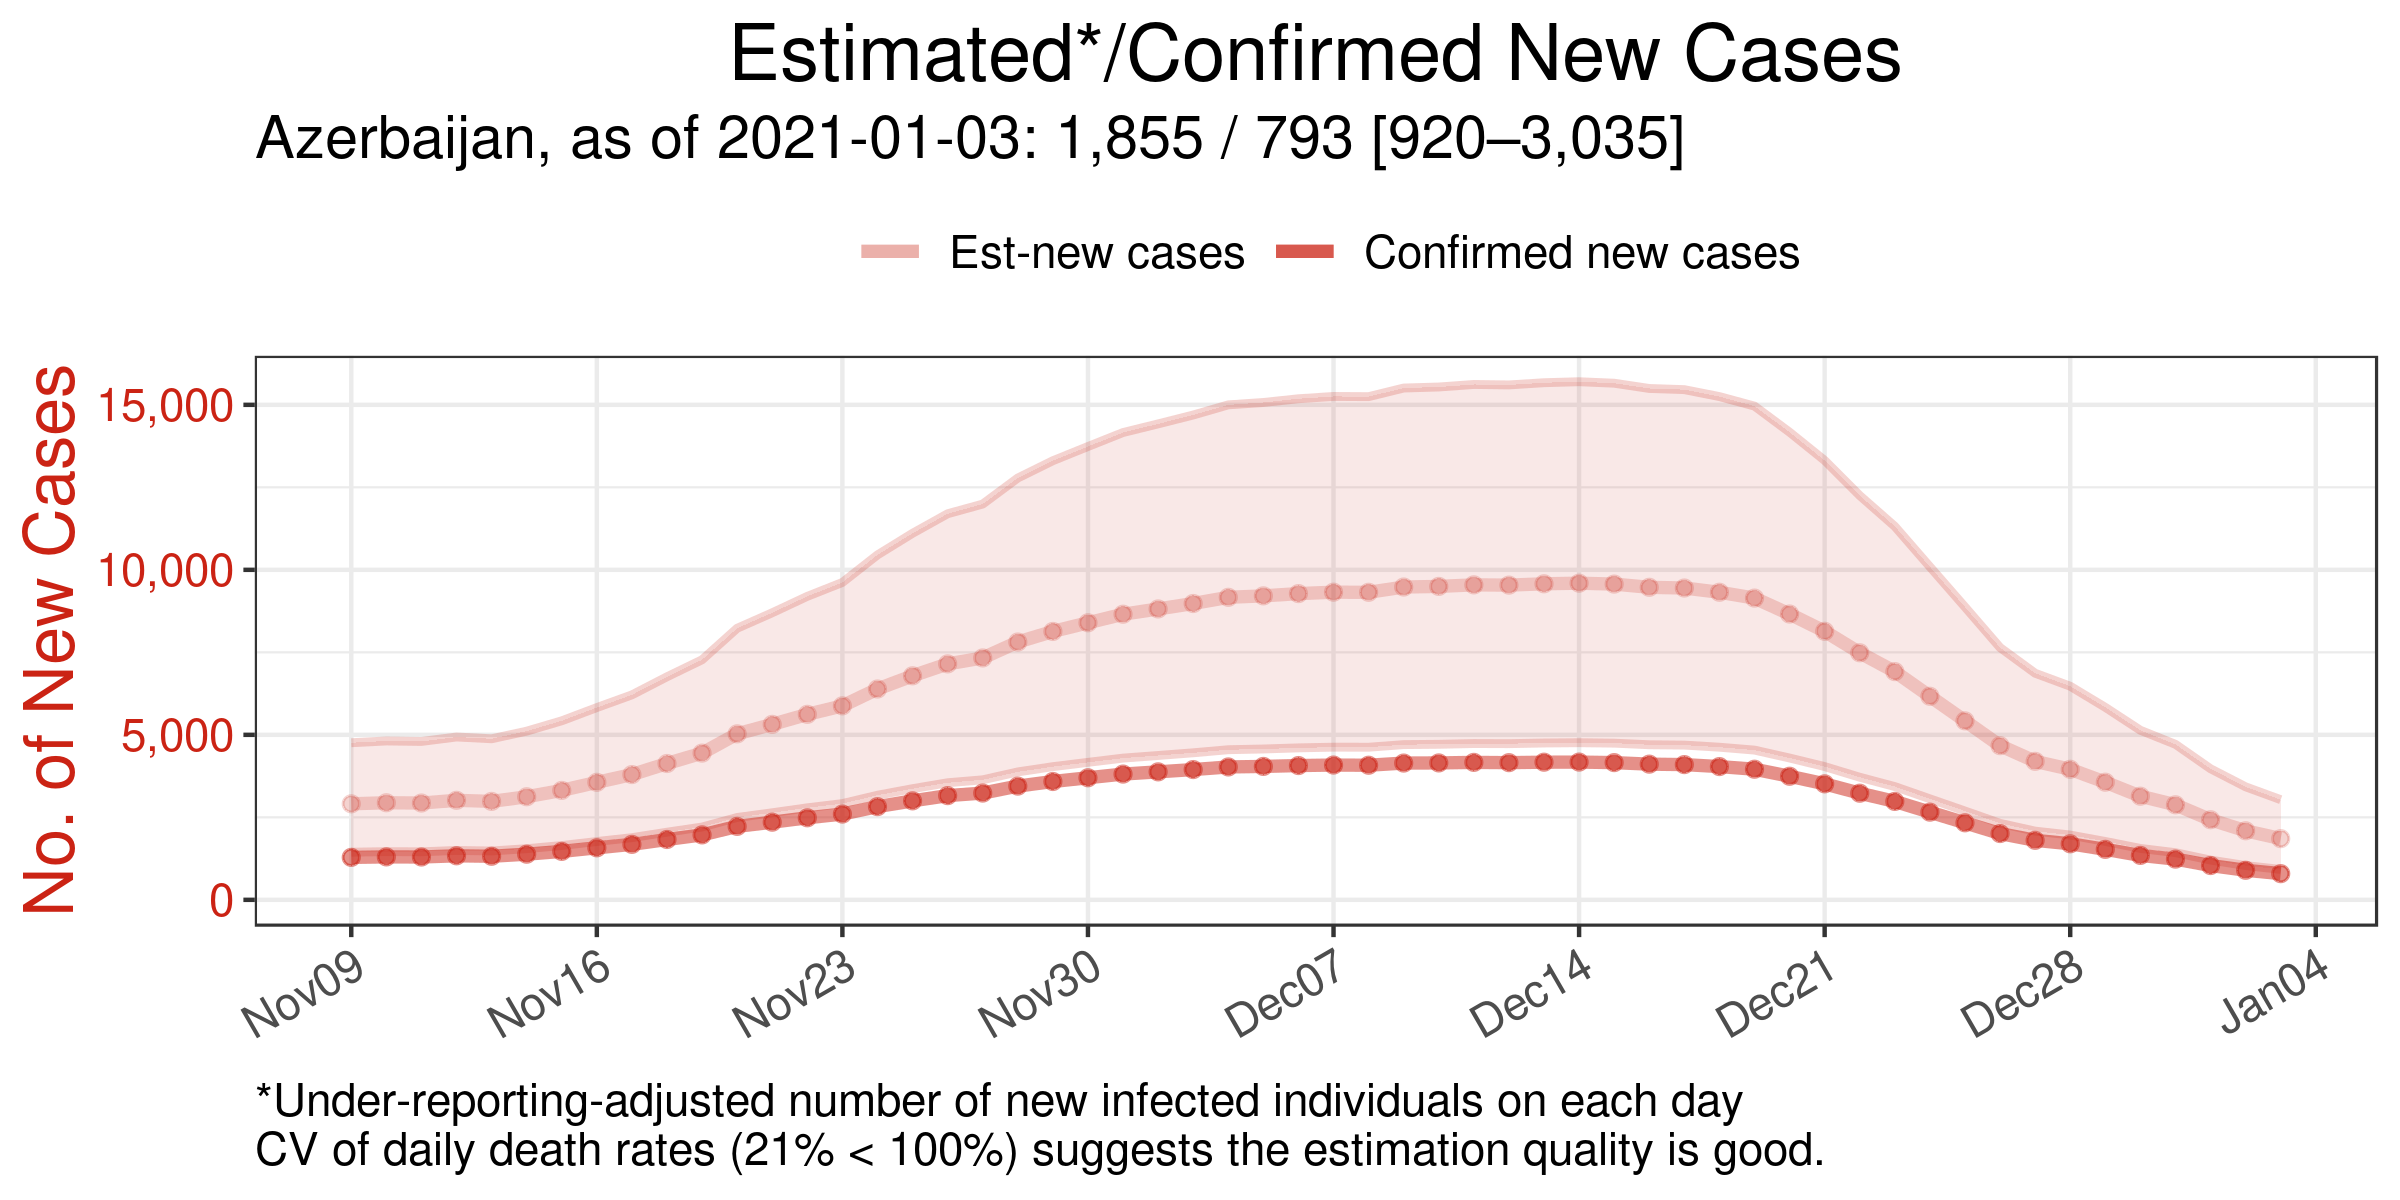 Estimated*/Confirmed New Cases
Azerbaijan, as of 2021-01-03: 1,855 / 793 [920–3,035]
Est-new cases
Confirmed new cases
No. of New Cases
15,000
10,000
5,000
0
Nov09
Nov16
Nov23
Nov30
Dec07
Dec14
Dec21
Dec28
Jan04
*Under-reporting-adjusted number of new infected individuals on each day
CV of daily death rates (21% < 100%) suggests the estimation quality is good.